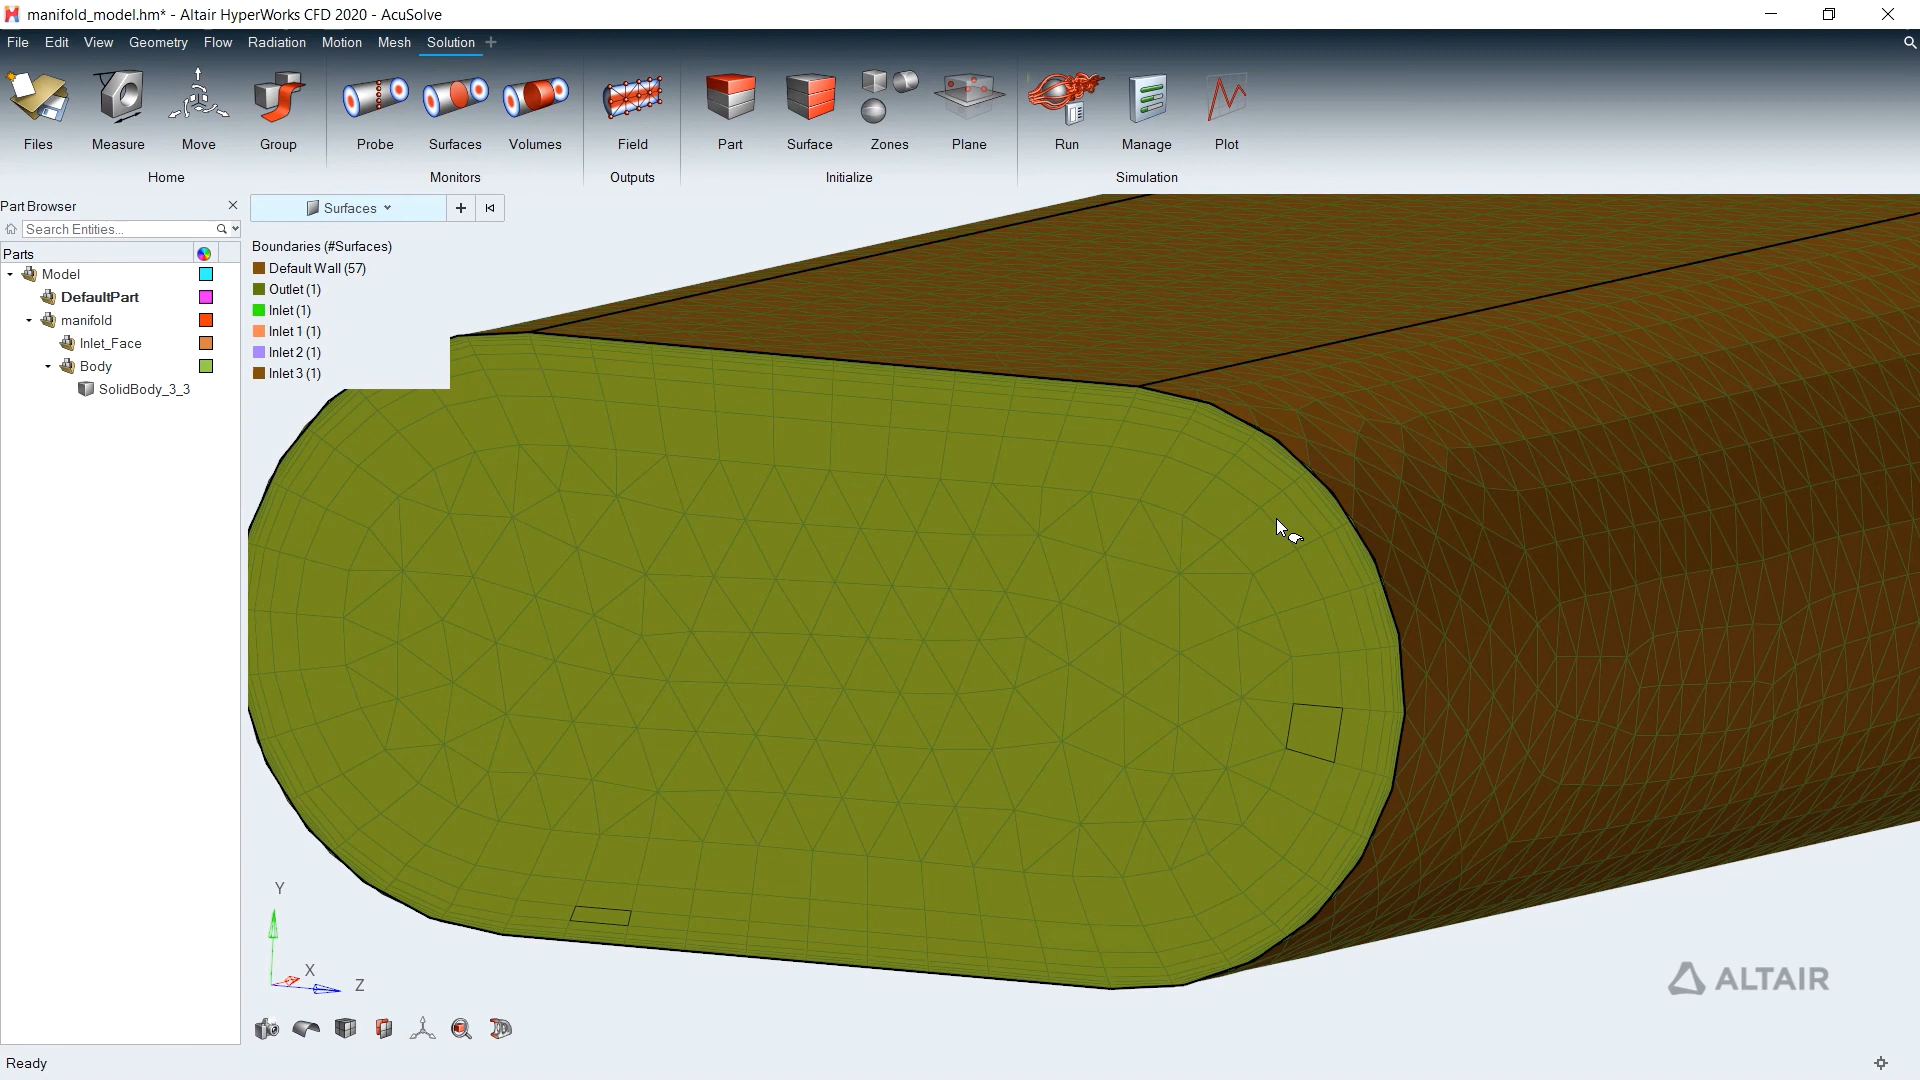 manifold_model.hm* - Altair HyperWorks CFD 2020 - AcuSolve
File Edit View Geometry Flow Radiation Motion Mesh Solution
Files Measure Move Group Probe Surfaces Volumes Field Part Surface Zones Plane Run Manage Plot
Home Monitors Outputs Initialize Simulation
Part Browser
Search Entities...
Parts
Model
DefaultPart
manifold
Inlet_Face
Body
SolidBody_3_3
Surfaces
Boundaries (#Surfaces)
Default Wall (57)
Outlet (1)
Inlet (1)
Inlet 1 (1)
Inlet 2 (1)
Inlet 3 (1)
Y
X
Z
ALTAIR
Ready